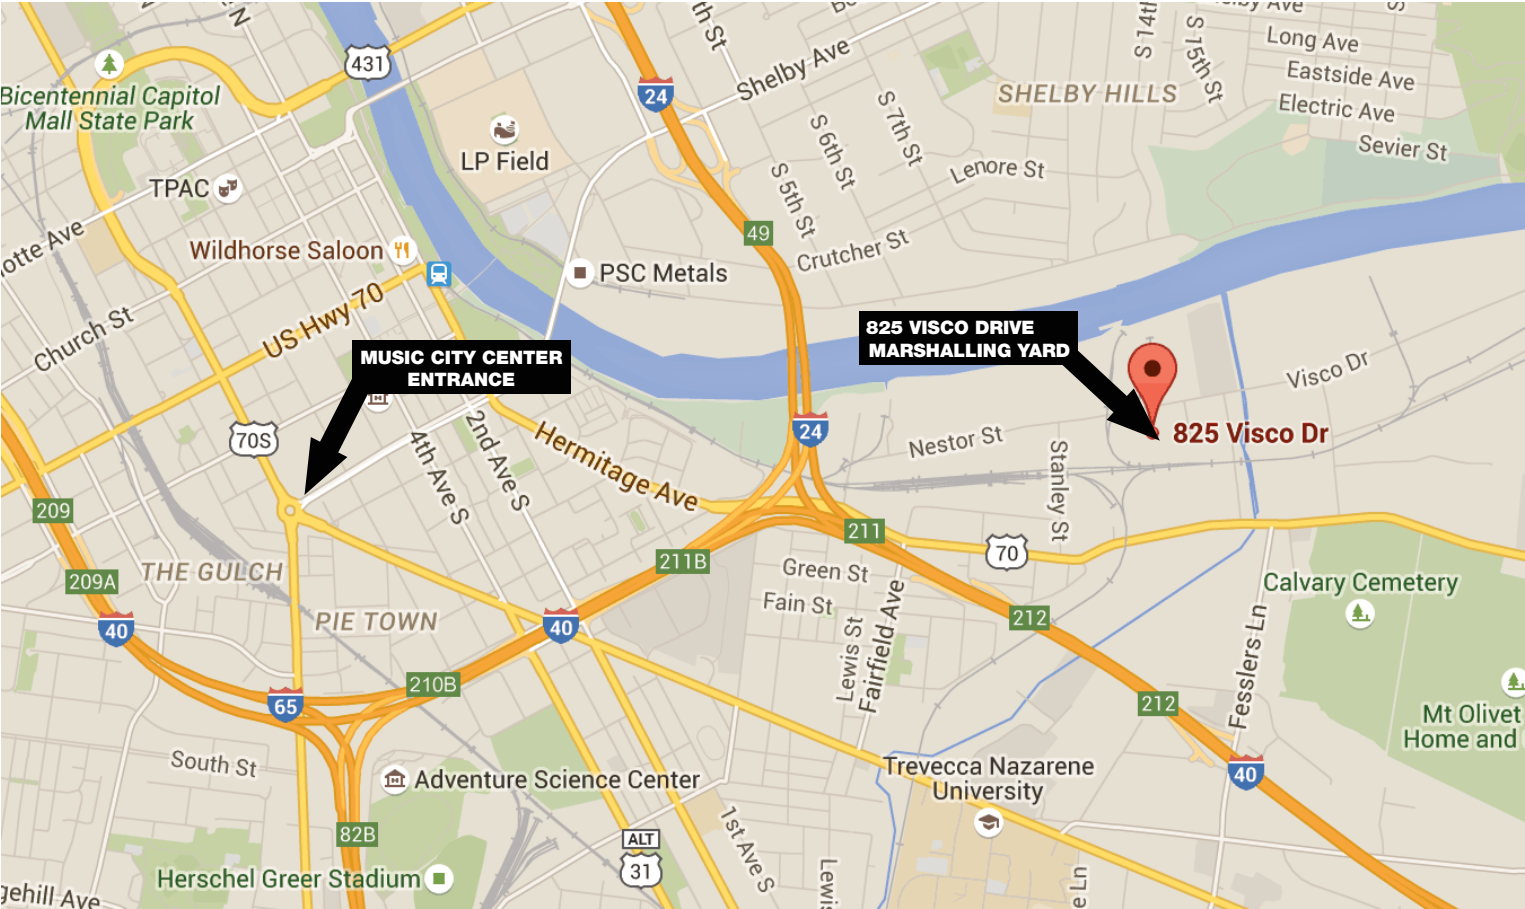 431
24
Shelby Ave
SHELBY HILLS
S 14th
S 15th St
Long Ave
Eastside Ave
Electric Ave
Sevier St
Bicentennial Capitol
Mall State Park
LP Field
S 7th St
S 6th St
S 5th St
Lenore St
TPAC
Wildhorse Saloon
49
Crutcher St
PSC Metals
US Hwy 70
Church St
MUSIC CITY CENTER
ENTRANCE
825 VISCO DRIVE
MARSHALLING YARD
Visco Dr
825 Visco Dr
70S
24
Nestor St
Stanley St
4th Ave S
2nd Ave S
Hermitage Ave
209
211
211B
70
THE GULCH
209A
Green St
Fain St
Calvary Cemetery
PIE TOWN
40
40
212
Lewis St
Fairfield Ave
Fesslers Ln
210B
65
212
Mt Olivet
Home and
South St
Adventure Science Center
Trevecca Nazarene
University
40
82B
1st Ave S
ALT
31
Herschel Greer Stadium